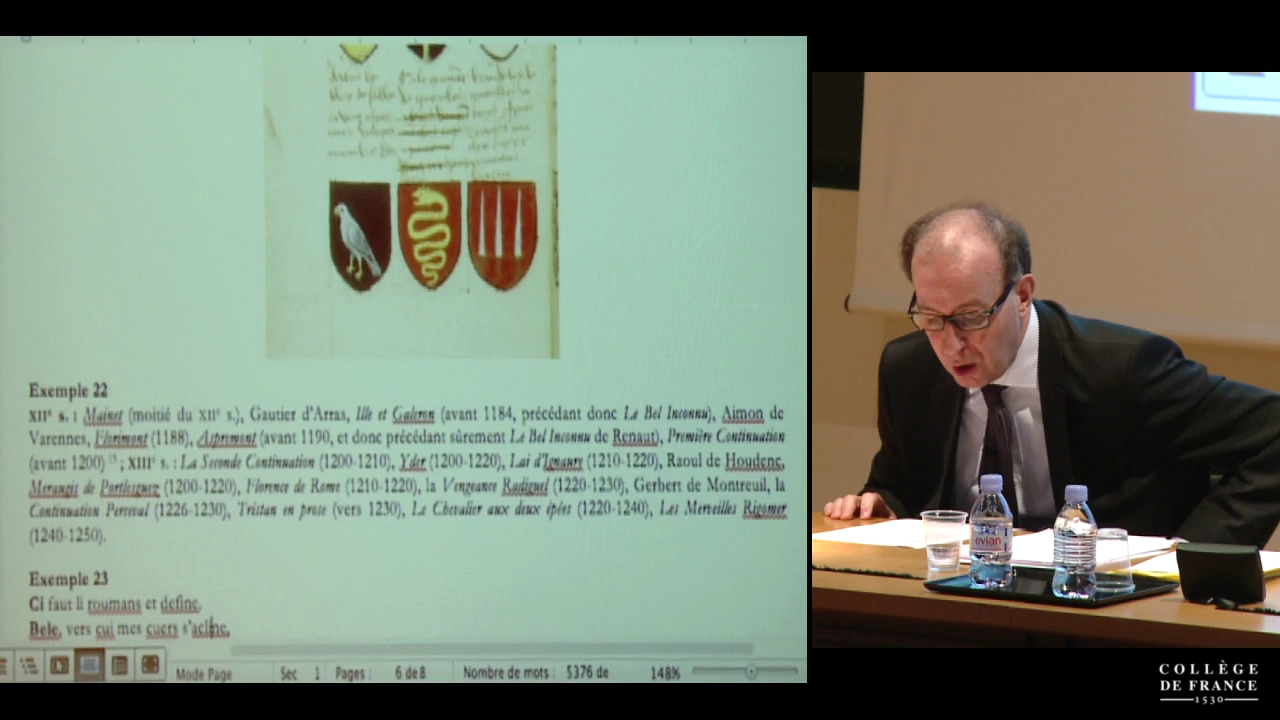 Exemple 22
XIIᵉ s. : Mainet (moitié du XIIᵉ s.), Gautier d'Arras, Ille et Galeron (avant 1184, précédant donc Le Bel Inconnu), Aimon de
Varennes, Florimont (1188), Aspremont (avant 1190, et donc précédant sûrement Le Bel Inconnu de Renaut), Première Continuation
(avant 1200) ; XIIIᵉ s. : La Seconde Continuation (1200-1210), Yder (1200-1220), Lai d'Ignaure (1210-1220), Raoul de Houdenc,
Meraugis de Portlesguez (1200-1220), Florence de Rome (1210-1220), la Vengeance Radiguel (1220-1230), Gerbert de Montreuil, la
Continuation Perceval (1226-1230), Tristan en prose (vers 1230), Le Chevalier aux deux épées (1220-1240), Les Merveilles Rigomer
(1240-1250).
Exemple 23
Ci faut li roumans et define.
Bele, vers cui mes cuers s'acline,
Mode Page Sec 1 Pages : 6 de 8 Nombre de mots : 5376 de 148%
evian
COLLÈGE
DE FRANCE
1530